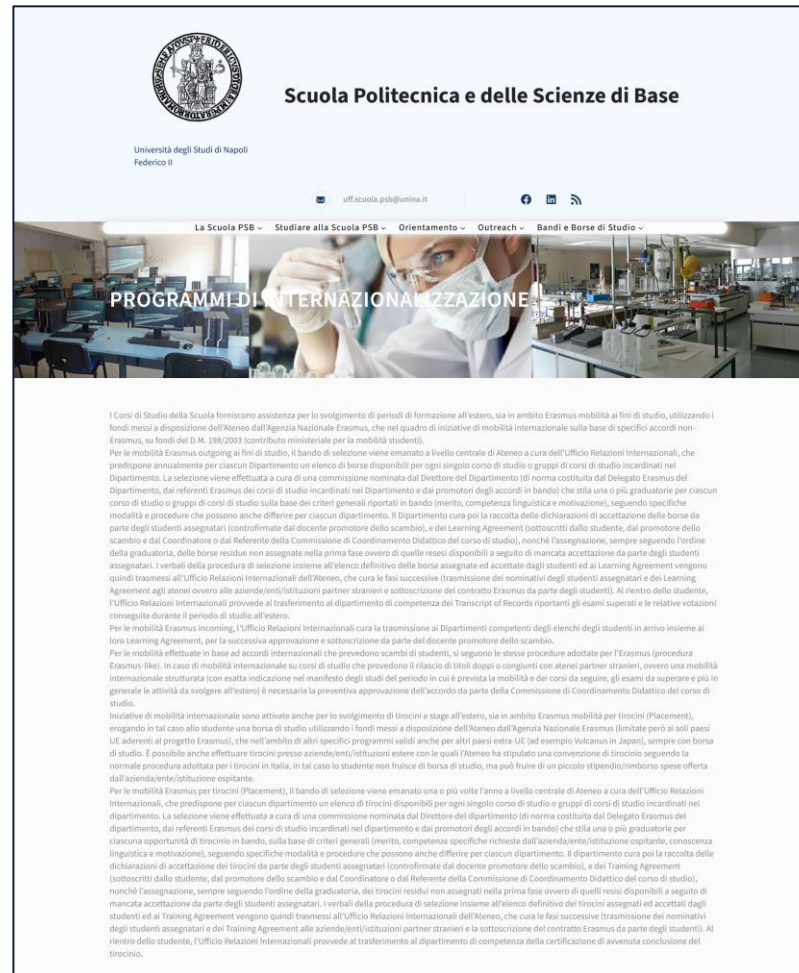 Scuola Politecnica e delle Scienze di Base
Università degli Studi di Napoli
Federico II
uff.scuola.psb@unina.it
La Scuola PSB
Studiare alla Scuola PSB
Orientamento
Outreach
Bandi e Borse di Studio
PROGRAMMI DI INTERNAZIONALIZZAZIONE
I Corsi di Studio della Scuola forniscono assistenza per lo svolgimento di periodi di formazione all'estero, sia in ambito Erasmus mobilità ai fini di studio, utilizzando i
fondi messi a disposizione dell'Ateneo dall'Agenzia Nazionale Erasmus, che nel quadro di iniziative di mobilità internazionale sulla base di specifici accordi non-
Erasmus, su fondi del D.M. 198/2003 (contributo ministeriale per la mobilità studenti).
Per le mobilità Erasmus outgoing ai fini di studio, il bando di selezione viene emanato a livello centrale di Ateneo a cura dell'Ufficio Relazioni Internazionali, che
predispone annualmente per ciascun Dipartimento un elenco di borse disponibili per ogni singolo corso di studio o gruppi di corsi di studio incardinati nel
Dipartimento. La selezione viene effettuata a cura di una commissione nominata dal Direttore del Dipartimento (di norma costituita dal Delegato Erasmus del
Dipartimento, dai referenti Erasmus dei corsi di studio incardinati nel Dipartimento e dai promotori degli accordi in bando) che stila una o più graduatorie per ciascun
corso di studio o gruppi di corsi di studio sulla base dei criteri generali riportati in bando (merito, competenza linguistica e motivazione), seguendo specifiche
modalità e procedure che possono anche differire per ciascun dipartimento. Il Dipartimento cura poi la raccolta delle dichiarazioni di accettazione delle borse da
parte degli studenti assegnatari (controfirmate dal docente promotore dello scambio), e dei Learning Agreement (sottoscritti dallo studente, dal promotore dello
scambio e dal Coordinatore o dal Referente della Commissione di Coordinamento Didattico del corso di studio), nonchè l'assegnazione, sempre seguendo l'ordine
della graduatoria, delle borse residue non assegnate nella prima fase ovvero di quelle resesi disponibili a seguito di mancata accettazione da parte degli studenti
assegnatari. I verbali della procedura di selezione insieme all'elenco definitivo delle borse assegnate ed accettate dagli studenti ed ai Learning Agreement vengono
quindi trasmessi all'Ufficio Relazioni Internazionali dell'Ateneo, che cura le fasi successive (trasmissione dei nominativi degli studenti assegnatari e dei Learning
Agreement agli atenei ovvero alle aziende/enti/istituzioni partner stranieri e sottoscrizione del contratto Erasmus da parte degli studenti). Al rientro dello studente,
l'Ufficio Relazioni Internazionali provvede al trasferimento al dipartimento di competenza dei Transcript of Records riportanti gli esami superati e le relative votazioni
conseguite durante il periodo di studio all'estero.
Per le mobilità Erasmus incoming, l'Ufficio Relazioni Internazionali cura la trasmissione ai Dipartimenti competenti degli elenchi degli studenti in arrivo insieme ai
loro Learning Agreement, per la successiva approvazione e sottoscrizione da parte del docente promotore dello scambio.
Per le mobilità effettuate in base ad accordi internazionali che prevedono scambi di studenti, si seguono le stesse procedure adottate per l'Erasmus (procedura
Erasmus-like). In caso di mobilità internazionale su corsi di studio che provedono il rilascio di titoli doppi o congiunti con atenei partner stranieri, ovvero una mobilità
internazionale strutturata (con esatta indicazione nel manifesto degli studi del periodo in cui è prevista la mobilità e dei corsi da seguire, gli esami da superare e più in
generale le attività da svolgere all'estero) è necessaria la preventiva approvazione dell'accordo da parte della Commissione di Coordinamento Didattico del corso di
studio.
Iniziative di mobilità internazionale sono attivate anche per lo svolgimento di tirocini e stage all'estero, sia in ambito Erasmus mobilità per tirocini (Placement),
erogando in tal caso allo studente una borsa di studio utilizzando i fondi messi a disposizione dell'Ateneo dall'Agenzia Nazionale Erasmus (limitate però ai soli paesi
UE aderenti al progetto Erasmus), che nell'ambito di altri specifici programmi validi anche per altri paesi extra-UE (ad esempio Vulcanus in Japan), sempre con borsa
di studio. È possibile anche effettuare tirocini presso aziende/enti/istituzioni estere con le quali l'Ateneo ha stipulato una convenzione di tirocinio seguendo la
normale procedura adottata per i tirocini in Italia, in tal caso lo studente non fruisce di borsa di studio, ma può fruire di un piccolo stipendio/rimborso spese offerta
dall'azienda/ente/istituzione ospitante.
Per le mobilità Erasmus per tirocini (Placement), il bando di selezione viene emanato una o più volte l'anno a livello centrale di Ateneo a cura dell'Ufficio Relazioni
Internazionali, che predispone per ciascun dipartimento un elenco di tirocini disponibili per ogni singolo corso di studio o gruppi di corsi di studio incardinati nel
dipartimento. La selezione viene effettuata a cura di una commissione nominata dal Direttore del Dipartimento (di norma costituita dal Delegato Erasmus del
dipartimento, dai referenti Erasmus dei corsi di studio incardinati nel dipartimento e dai promotori degli accordi in bando) che stila una o più graduatorie per
ciascuna opportunità di tirocinio in bando, sulla base di criteri generali (merito, competenze specifiche richieste dall'azienda/ente/istituzione ospitante, conoscenza
linguistica e motivazione), seguendo specifiche modalità e procedure che possono anche differire per ciascun dipartimento. Il dipartimento cura poi la raccolta delle
dichiarazioni di accettazione dei tirocini da parte degli studenti assegnatari (controfirmate dal docente promotore dello scambio), e dei Training Agreement
(sottoscritti dallo studente, dal promotore dello scambio e dal Coordinatore o dal Referente della Commissione di Coordinamento Didattico del corso di studio),
nonchè l'assegnazione, sempre seguendo l'ordine della graduatoria, dei tirocini residui non assegnati nella prima fase ovvero di quelli resisi disponibili a seguito di
mancata accettazione da parte degli studenti assegnatari. I verbali della procedura di selezione insieme all'elenco definitivo dei tirocini assegnati ed accettati dagli
studenti ed ai Training Agreement vengono quindi trasmessi all'Ufficio Relazioni Internazionali dell'Ateneo, che cura le fasi successive (trasmissione dei nominativi
degli studenti assegnatari e dei Training Agreement alle aziende/enti/istituzioni partner stranieri e la sottoscrizione del contratto Erasmus da parte degli studenti). Al
rientro dello studente, l'Ufficio Relazioni Internazionali provvede al trasferimento al dipartimento di competenza della certificazione di avvenuta conclusione del
tirocinio.